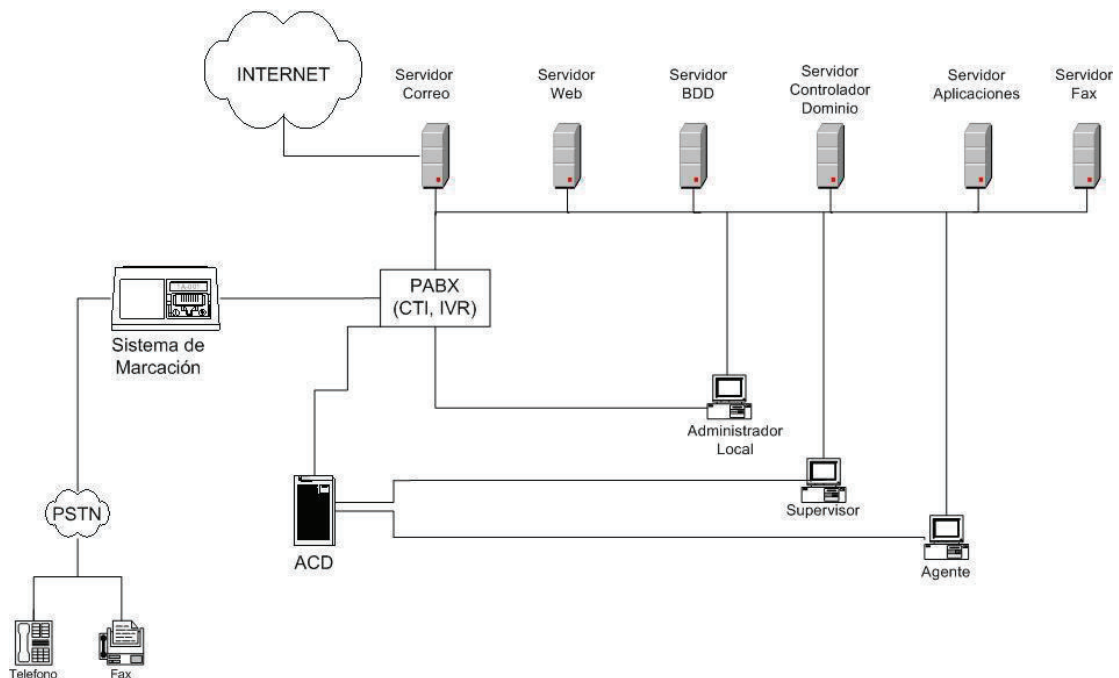 INTERNET
Servidor
Correo
Servidor
Web
Servidor
BDD
Servidor
Controlador
Dominio
Servidor
Aplicaciones
Servidor
Fax
PABX
(CTI, IVR)
Sistema de
Marcación
Administrador
Local
Supervisor
Agente
ACD
PSTN
Telefono
Fax